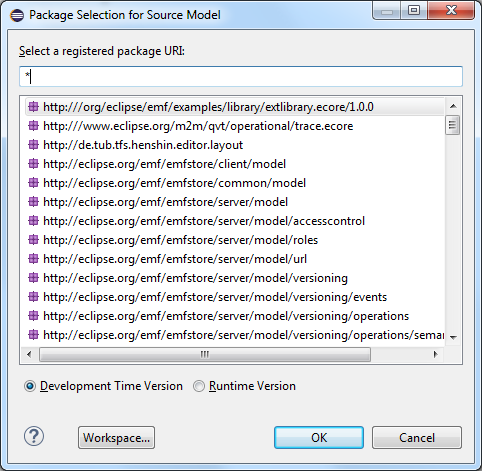 Package Selection for Source Model
Select a registered package URI:
*
http:///org/eclipse/emf/examples/library/extlibrary.ecore/1.0.0
http:///www.eclipse.org/m2m/qvt/operational/trace.ecore
http://de.tub.tfs.henshin.editor.layout
http://eclipse.org/emf/emfstore/client/model
http://eclipse.org/emf/emfstore/common/model
http://eclipse.org/emf/emfstore/server/model
http://eclipse.org/emf/emfstore/server/model/accesscontrol
http://eclipse.org/emf/emfstore/server/model/roles
http://eclipse.org/emf/emfstore/server/model/url
http://eclipse.org/emf/emfstore/server/model/versioning
http://eclipse.org/emf/emfstore/server/model/versioning/events
http://eclipse.org/emf/emfstore/server/model/versioning/operations
http://eclipse.org/emf/emfstore/server/model/versioning/operations/semar
Development Time Version Runtime Version
? Workspace... OK Cancel